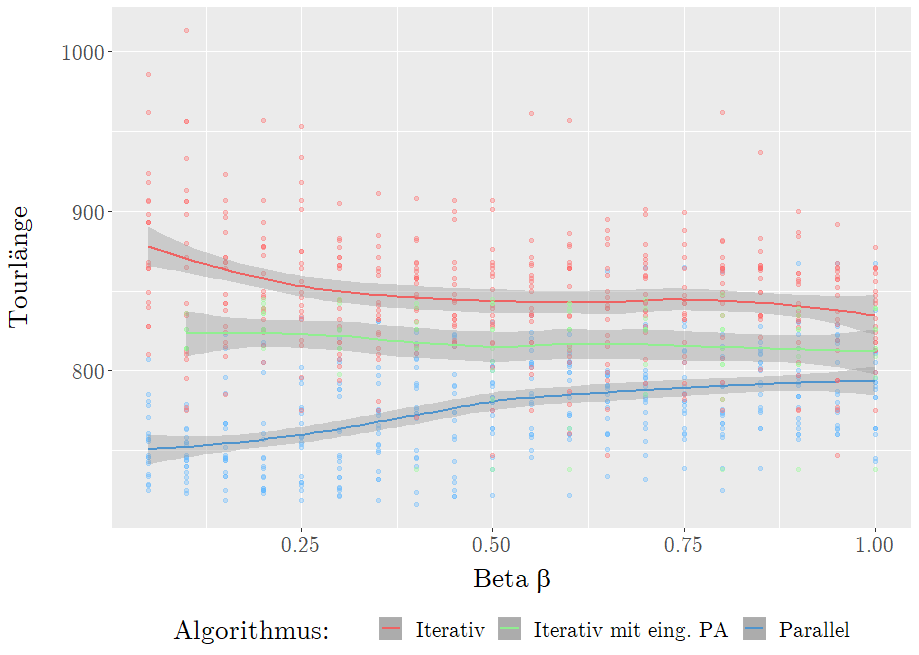 1000
900
800
Tourlänge
0.25 0.50 0.75 1.00
Beta β
Algorithmus: Iterativ Iterativ mit eing. PA Parallel